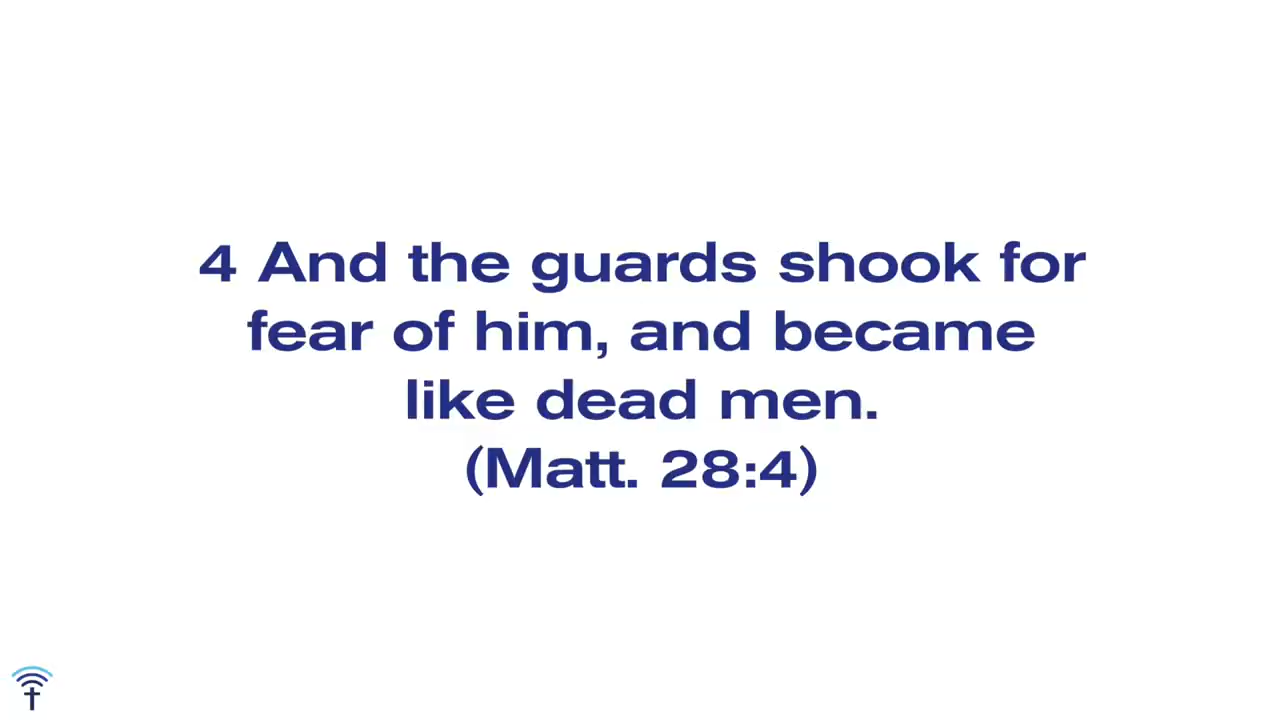 4 And the guards shook for
fear of him, and became
like dead men.
(Matt. 28:4)